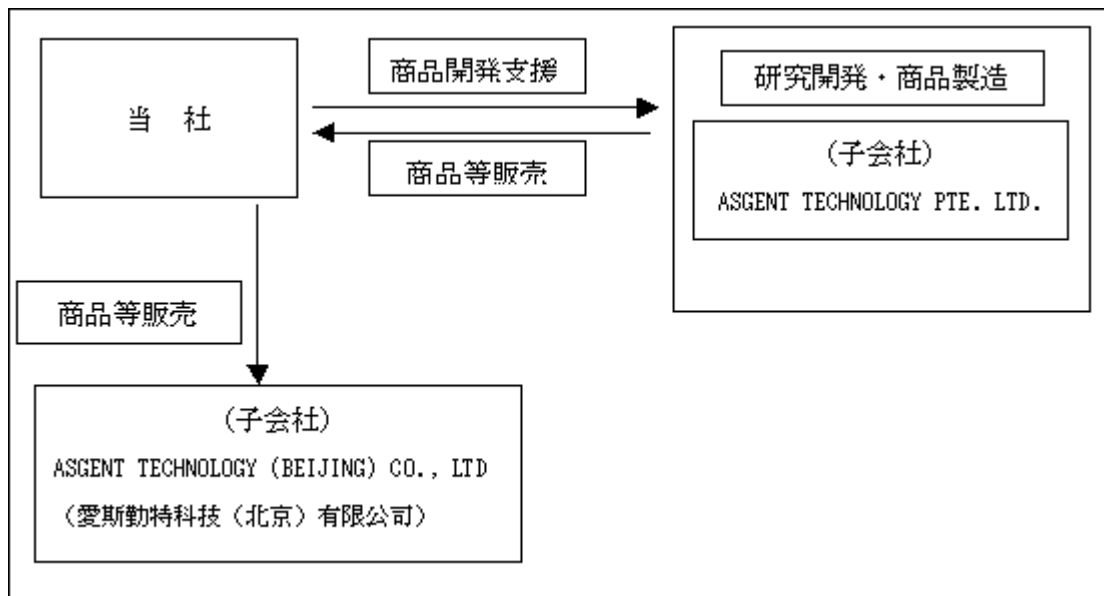 商品開発支援
当 社
商品等販売
研究開発・商品製造
(子会社)
ASGENT TECHNOLOGY PTE. LTD.
商品等販売
(子会社)
ASGENT TECHNOLOGY (BEIJING) CO., LTD
(愛斯勤特科技(北京)有限公司)